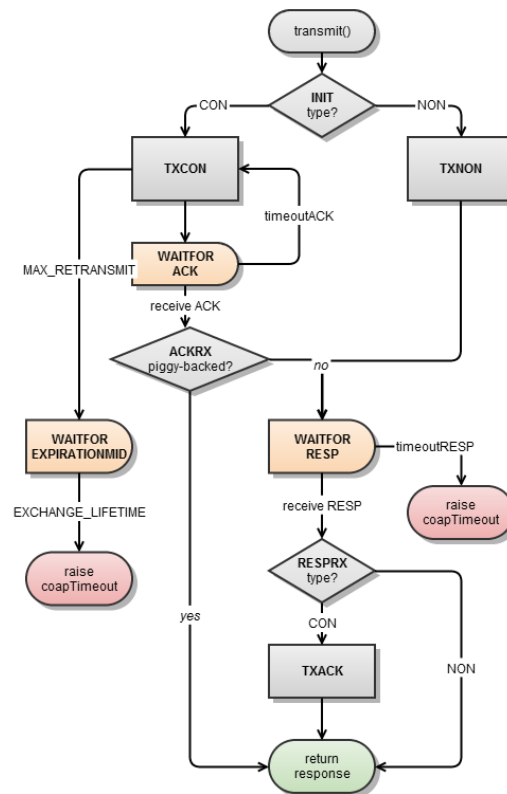 transmit()
INIT
type?
CON
NON
TXCON
TXNON
timeoutACK
WAITFOR
ACK
MAX_RETRANSMIT
receive ACK
ACKRX
piggy-backed?
no
WAITFOR
EXPIRATIONMID
WAITFOR
RESP
timeoutRESP
EXCHANGE_LIFETIME
receive RESP
raise
coapTimeout
raise
coapTimeout
RESPRX
type?
yes
CON
NON
TXACK
return
response